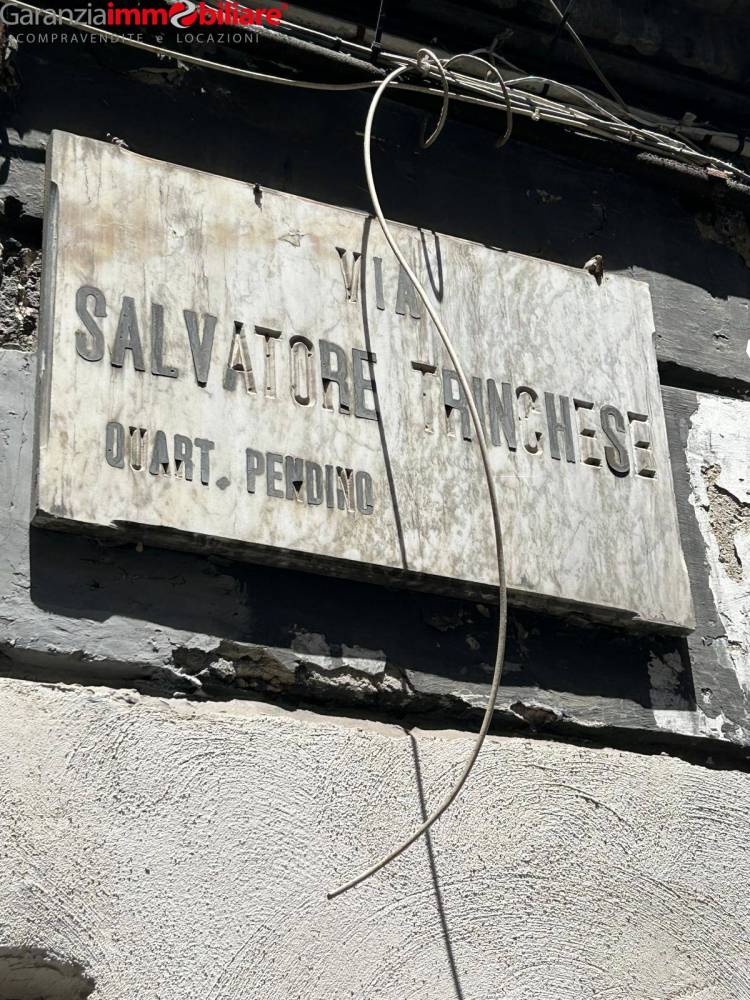 Garanziaimmobiliare®
COMPRAVENDITE e LOCAZIONI
VIA
SALVATORE TRINCHESE
QUART. PENDINO